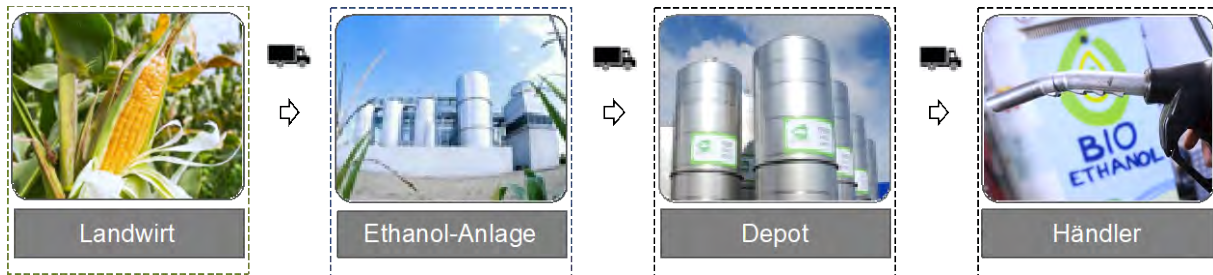 BIO
ETHANOL
Landwirt
Ethanol-Anlage
Depot
Händler